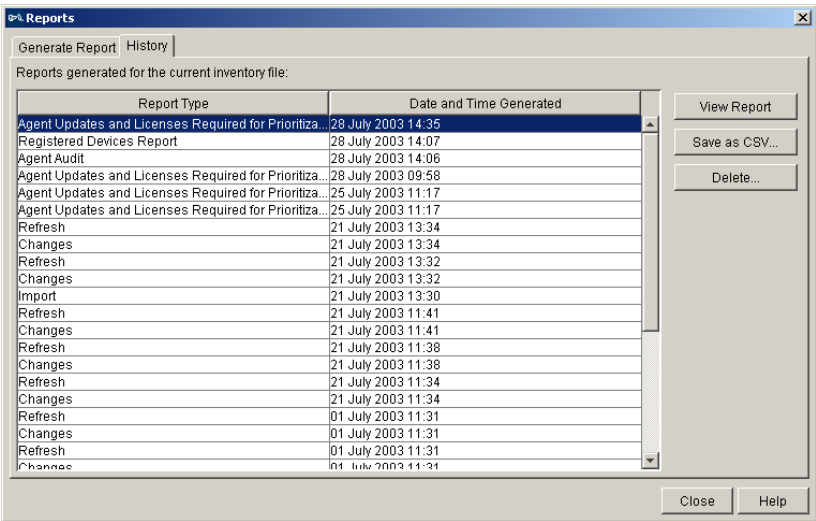 Reports
Generate Report History
Reports generated for the current inventory file:
Report Type Date and Time Generated
Agent Updates and Licenses Required for Prioritiza... 28 July 2003 14:35
Registered Devices Report 28 July 2003 14:07
Agent Audit 28 July 2003 14:06
Agent Updates and Licenses Required for Prioritiza... 28 July 2003 09:58
Agent Updates and Licenses Required for Prioritiza... 25 July 2003 11:17
Agent Updates and Licenses Required for Prioritiza... 25 July 2003 11:17
Refresh 21 July 2003 13:34
Changes 21 July 2003 13:34
Refresh 21 July 2003 13:32
Changes 21 July 2003 13:32
Import 21 July 2003 13:30
Refresh 21 July 2003 11:41
Changes 21 July 2003 11:41
Refresh 21 July 2003 11:38
Changes 21 July 2003 11:38
Refresh 21 July 2003 11:34
Changes 21 July 2003 11:34
Refresh 01 July 2003 11:31
Changes 01 July 2003 11:31
Refresh 01 July 2003 11:31
Changes 01 July 2003 11:31
View Report
Save as CSV...
Delete...
Close Help